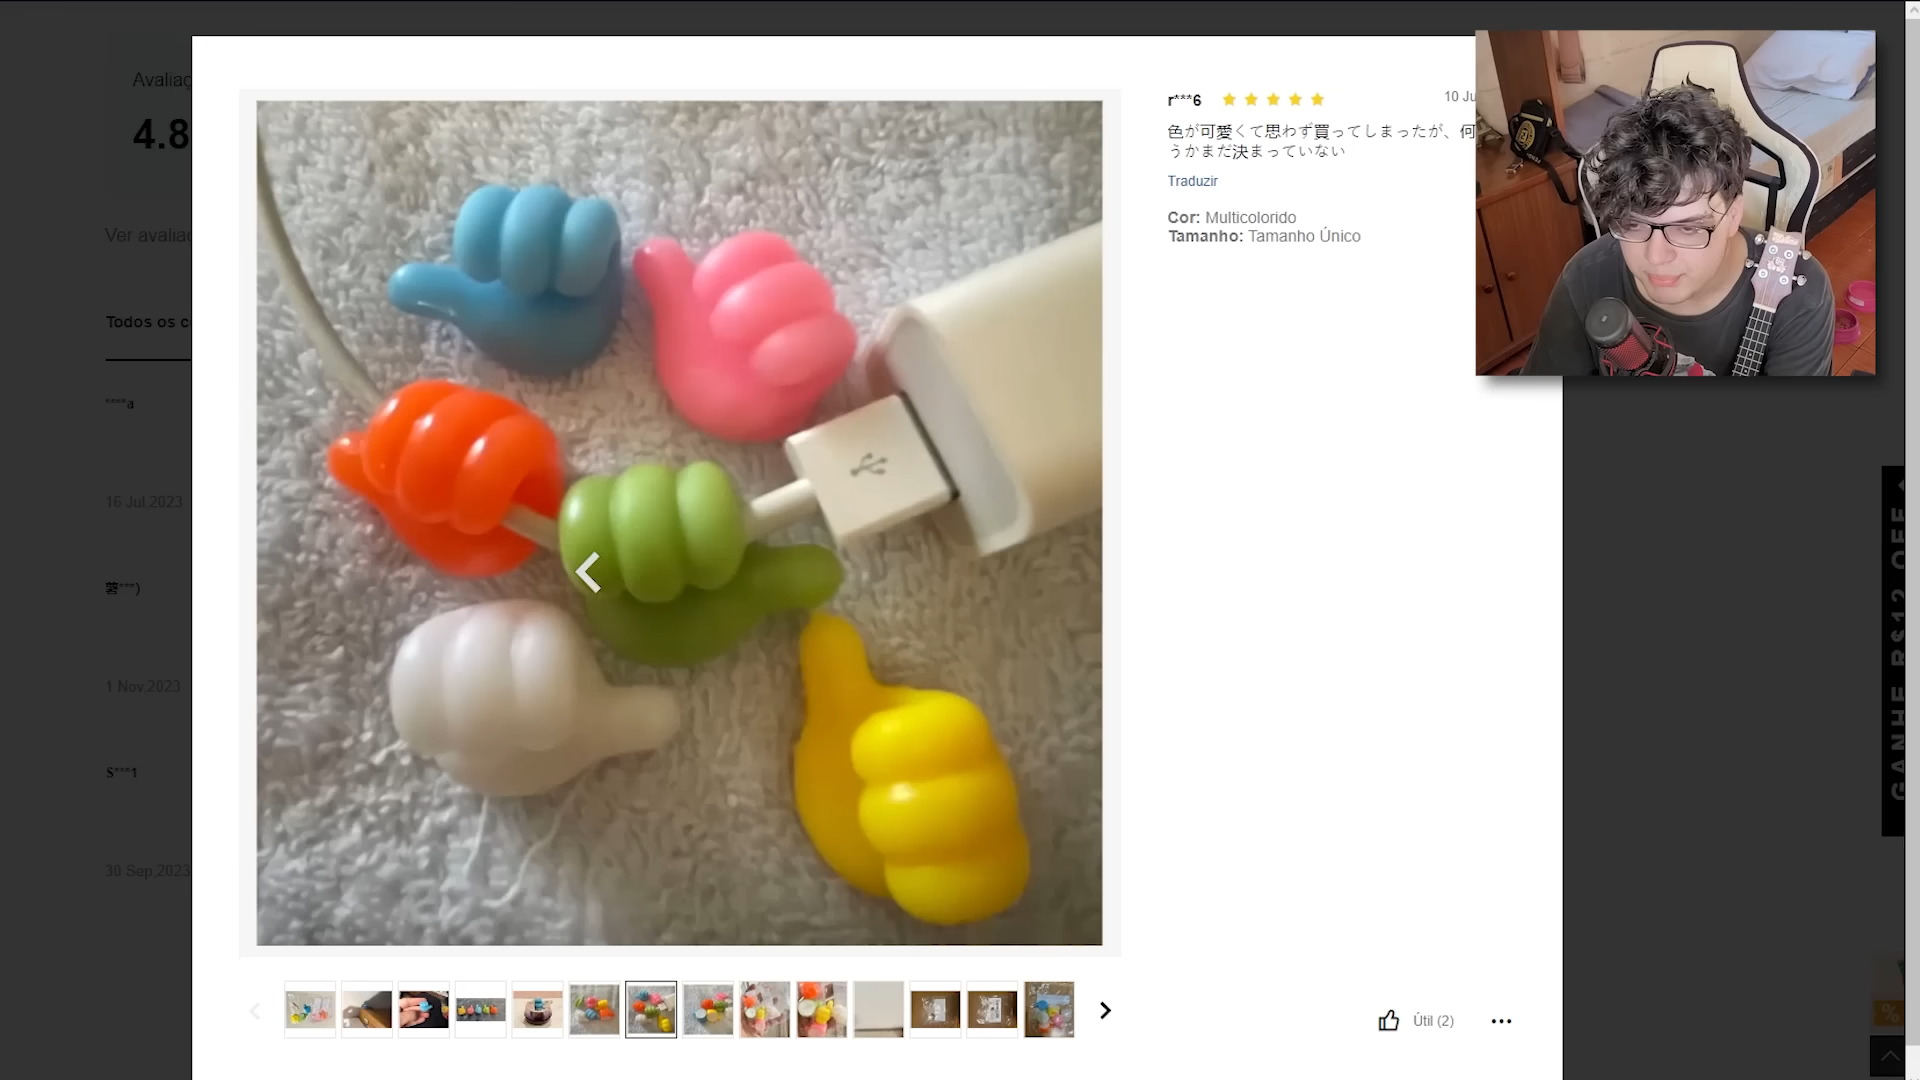 Avaliaç
4.8
Ver avaliaç
Todos os c
****a
16 Jul,2023
著***)
1 Nov,2023
S***1
30 Sep,2023
r***6
10 Ju
色が可愛くて思わず買ってしまったが、何
うかまだ決まっていない
Traduzir
Cor: Multicolorido
Tamanho: Tamanho Único
Útil (2)
GANHE R$12 OFF
%